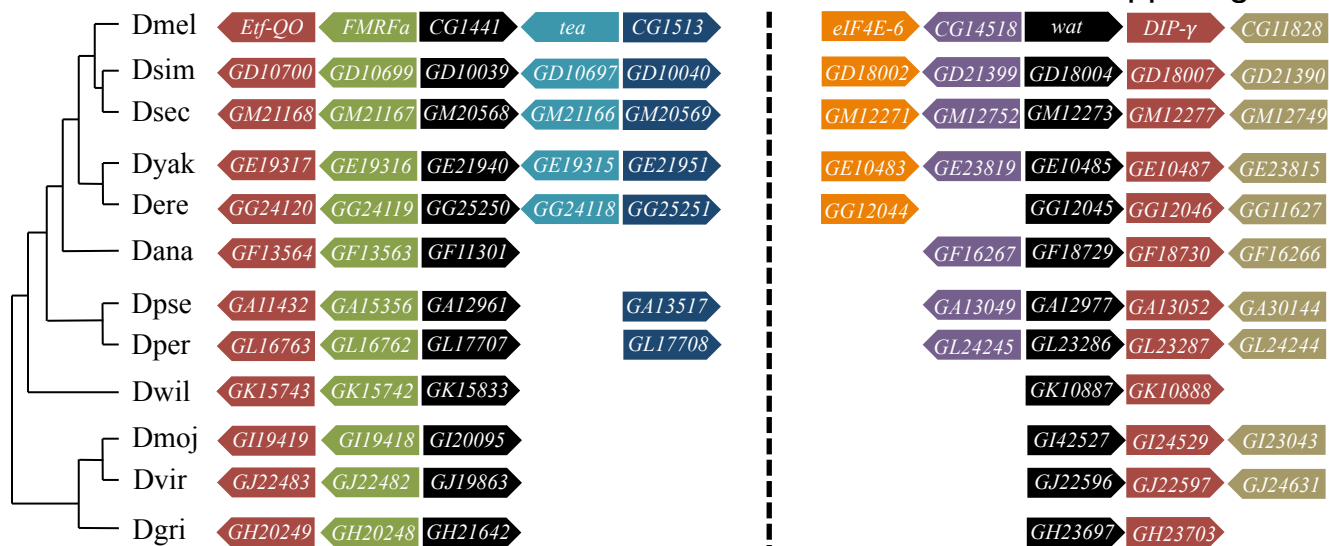 Dmel Etf-QO FMRFa CG1441 tea CG1513 eIF4E-6 CG14518 wat DIP-γ CG11828
Dsim GD10700 GD10699 GD10039 GD10697 GD10040 GD18002 GD21399 GD18004 GD18007 GD21390
Dsec GM21168 GM21167 GM20568 GM21166 GM20569 GM12271 GM12752 GM12273 GM12277 GM12749
Dyak GE19317 GE19316 GE21940 GE19315 GE21951 GE10483 GE23819 GE10485 GE10487 GE23815
Dere GG24120 GG24119 GG25250 GG24118 GG25251 GG12044 GG12045 GG12046 GG11627
Dana GF13564 GF13563 GF11301 GF16267 GF18729 GF18730 GF16266
Dpse GA11432 GA15356 GA12961 GA13517 GA13049 GA12977 GA13052 GA30144
Dper GL16763 GL16762 GL17707 GL17708 GL24245 GL23286 GL23287 GL24244
Dwil GK15743 GK15742 GK15833 GK10887 GK10888
Dmoj GI19419 GI19418 GI20095 GI42527 GI24529 GI23043
Dvir GJ22483 GJ22482 GJ19863 GJ22596 GJ22597 GJ24631
Dgri GH20249 GH20248 GH21642 GH23697 GH23703